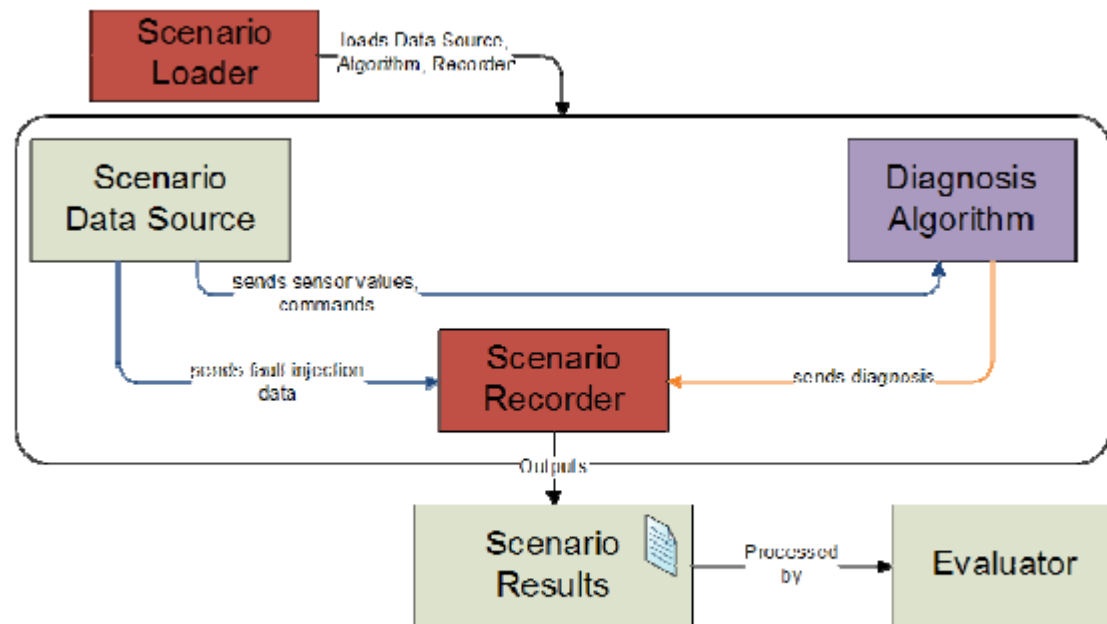 Scenario
Loader
loads Data Source,
Algorithm, Recorder
Scenario
Data Source
Diagnosis
Algorithm
sends sensor values,
commands
Scenario
Recorder
sends fault injection
data
sends diagnosis
Outputs
Scenario
Results
Processed
by
Evaluator